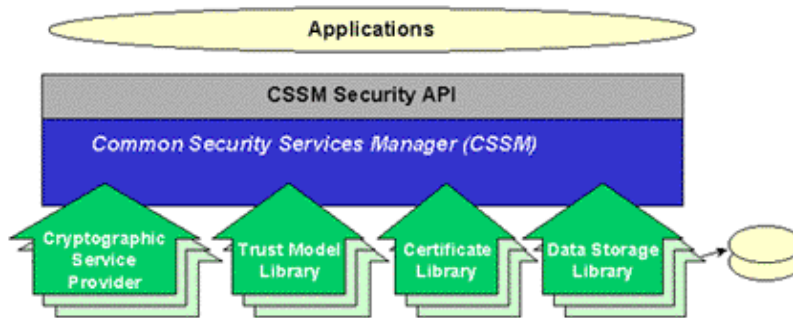 Applications
CSSM Security API
Common Security Services Manager (CSSM)
Cryptographic
Service
Provider
Trust Model
Library
Certificate
Library
Data Storage
Library